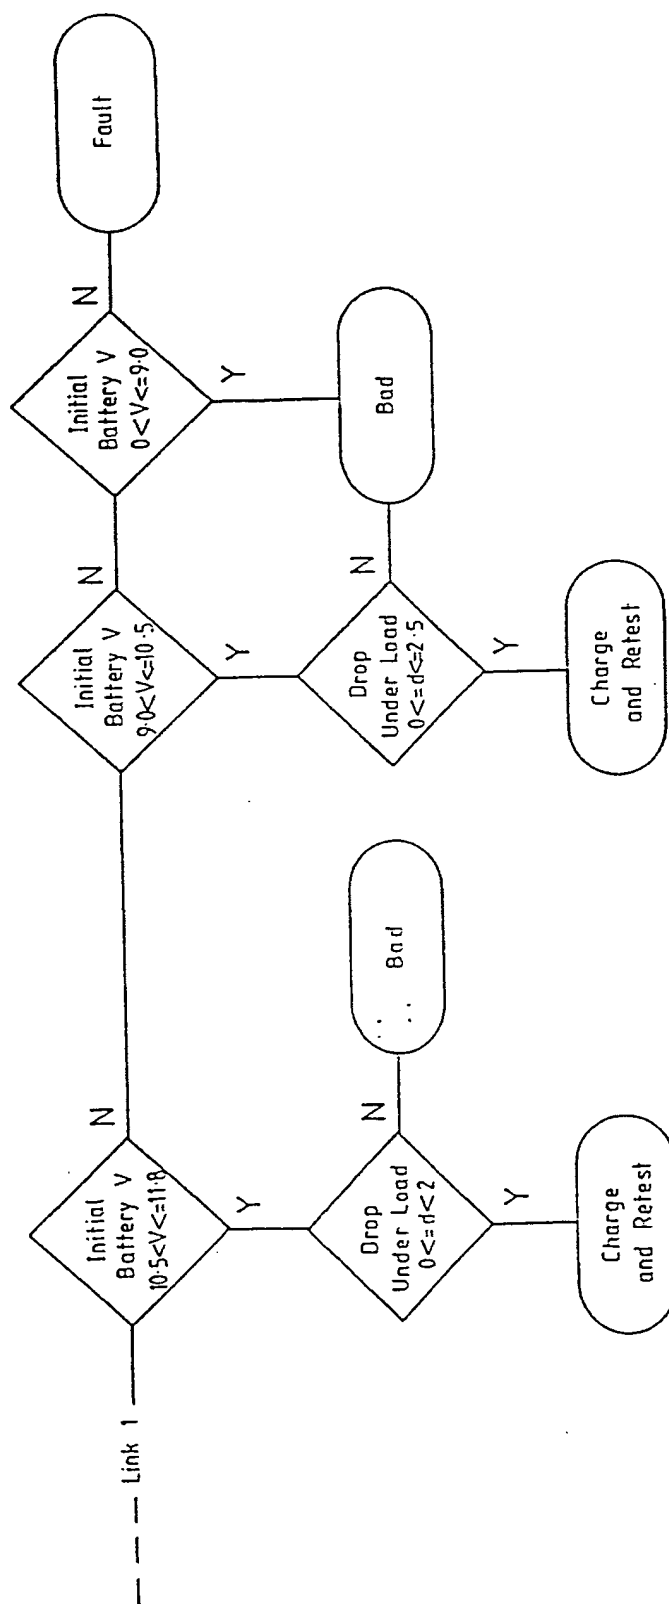 Link 1
Initial
Battery V
10·5<V<=11·8
N
Y
Drop
Under Load
0<=d<2
N
Y
Bad
Charge
and Retest
Initial
Battery V
9·0<V<=10·5
N
Y
Drop
Under Load
0<=d<=2·5
N
Y
Charge
and Retest
Initial
Battery V
0<V<=9·0
N
Y
Bad
Fault